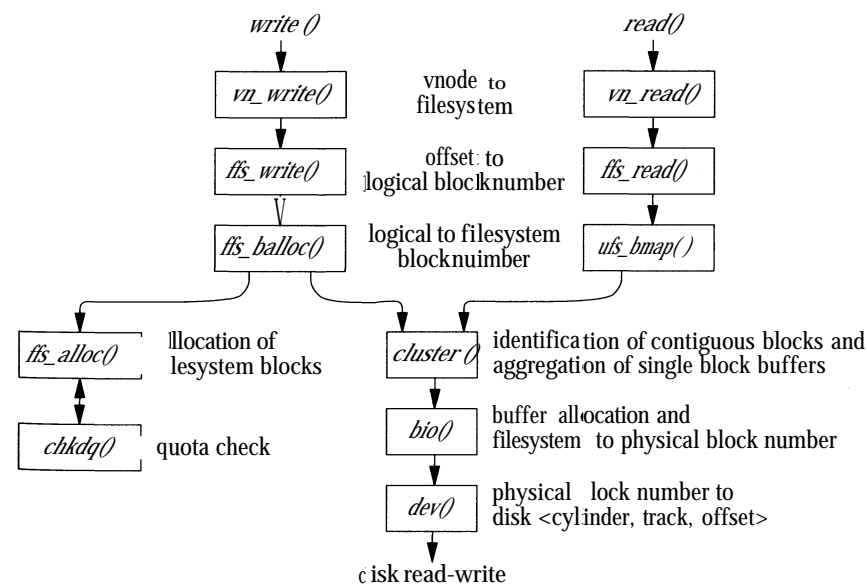 write ()
read()
vn_write()
vnode to
filesystem
vn_read()
ffs_write()
offset: to
logical block number
ffs_read()
ffs_balloc()
logical to filesystem
blocknuimber
ufs_bmap()
ffs_alloc()
llocation of
lesystem blocks
cluster ()
identification of contiguous blocks and
aggregation of single block buffers
chkdq()
quota check
bio()
buffer allocation and
filesystem to physical block number
dev()
physical lock number to
disk <cylinder, track, offset>
c isk read-write